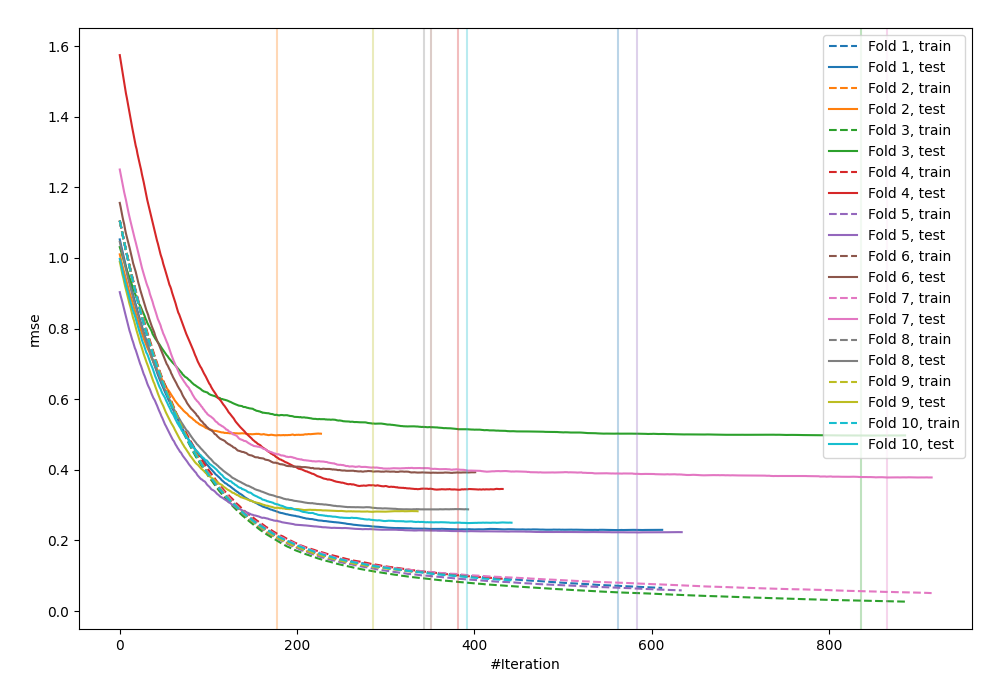 1.6
1.4
1.2
1.0
0.8
0.6
0.4
0.2
0.0
rmse
0 200 400 600 800
#Iteration
Fold 1, train
Fold 1, test
Fold 2, train
Fold 2, test
Fold 3, train
Fold 3, test
Fold 4, train
Fold 4, test
Fold 5, train
Fold 5, test
Fold 6, train
Fold 6, test
Fold 7, train
Fold 7, test
Fold 8, train
Fold 8, test
Fold 9, train
Fold 9, test
Fold 10, train
Fold 10, test